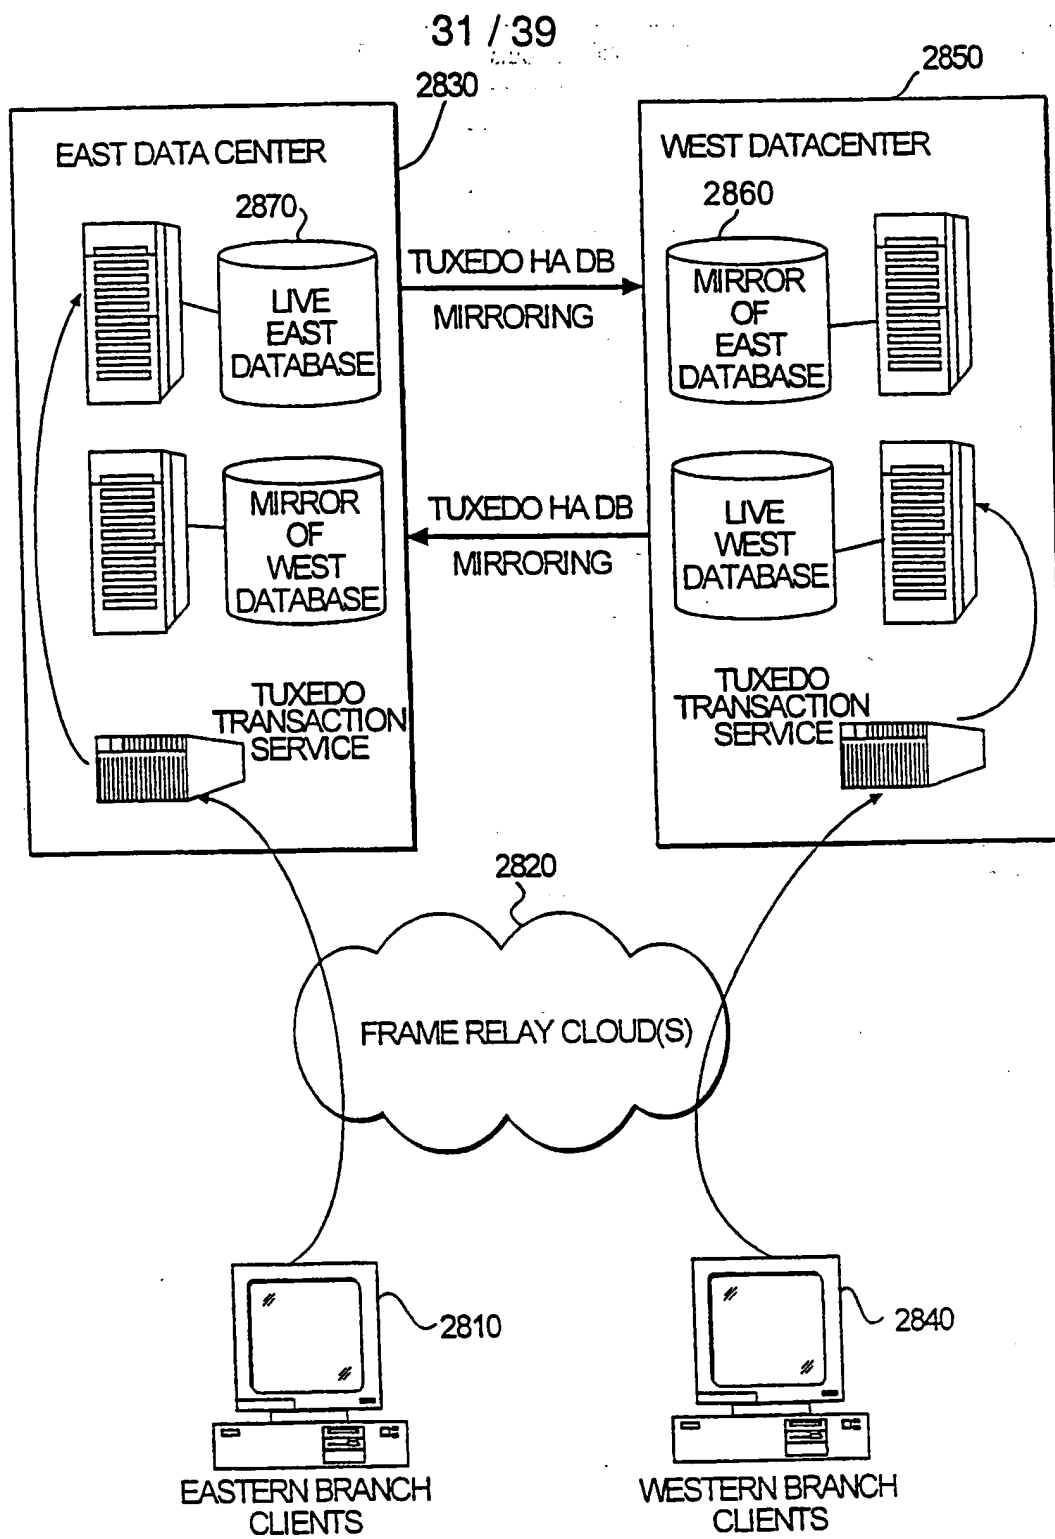 31 / 39
2830
2850
EAST DATA CENTER
WEST DATACENTER
2870
2860
LIVE
EAST
DATABASE
TUXEDO HA DB
MIRRORING
MIRROR
OF
EAST
DATABASE
MIRROR
OF
WEST
DATABASE
TUXEDO HA DB
MIRRORING
LIVE
WEST
DATABASE
TUXEDO
TRANSACTION
SERVICE
TUXEDO
TRANSACTION
SERVICE
2820
FRAME RELAY CLOUD(S)
2810
2840
EASTERN BRANCH
CLIENTS
WESTERN BRANCH
CLIENTS